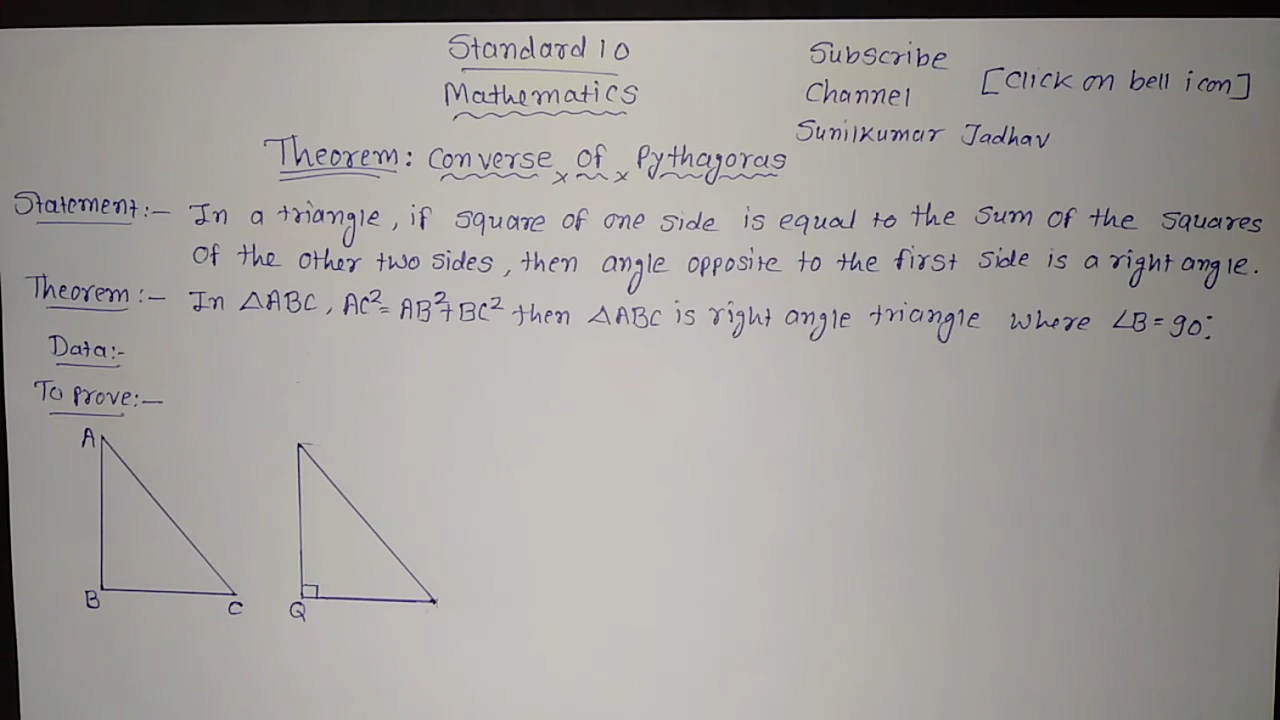 Standard 10
Mathematics
Subscribe
Channel
Sunilkumar Jadhav
[Click on bell icon]
Theorem: Converse of Pythagoras
Statement:- In a triangle, if square of one side is equal to the sum of the squares
of the other two sides, then angle opposite to the first side is a right angle.
Theorem:- In △ABC, AC²= AB²+BC² then △ABC is right angle triangle where ∠B=90°.
Data:-
To prove:-
A
B
C
Q